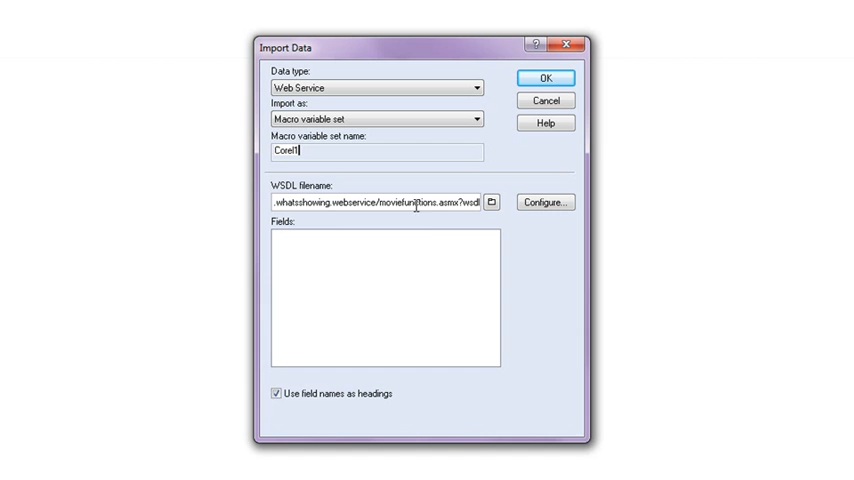 Import Data
Data type:
Web Service
OK
Import as:
Cancel
Macro variable set
Help
Macro variable set name:
Corel1
WSDL filename:
.whatsshowing.webservice/moviefunctions.asmx?wsdl
Configure...
Fields:
Use field names as headings